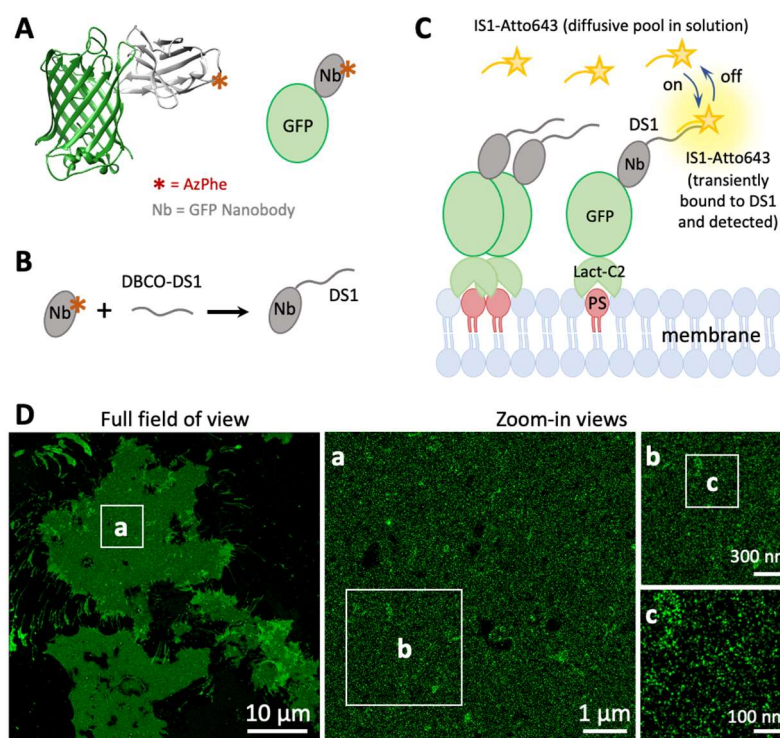 A
Nb
GFP
* = AzPhe
Nb = GFP Nanobody
B
Nb
+
DBCO-DS1
Nb
DS1
C
IS1-Atto643 (diffusive pool in solution)
on
off
DS1
Nb
IS1-Atto643
(transiently
bound to DS1
and detected)
GFP
Lact-C2
PS
membrane
D
Full field of view
Zoom-in views
a
10 μm
a
b
1 μm
b
c
300 nm
c
100 nm